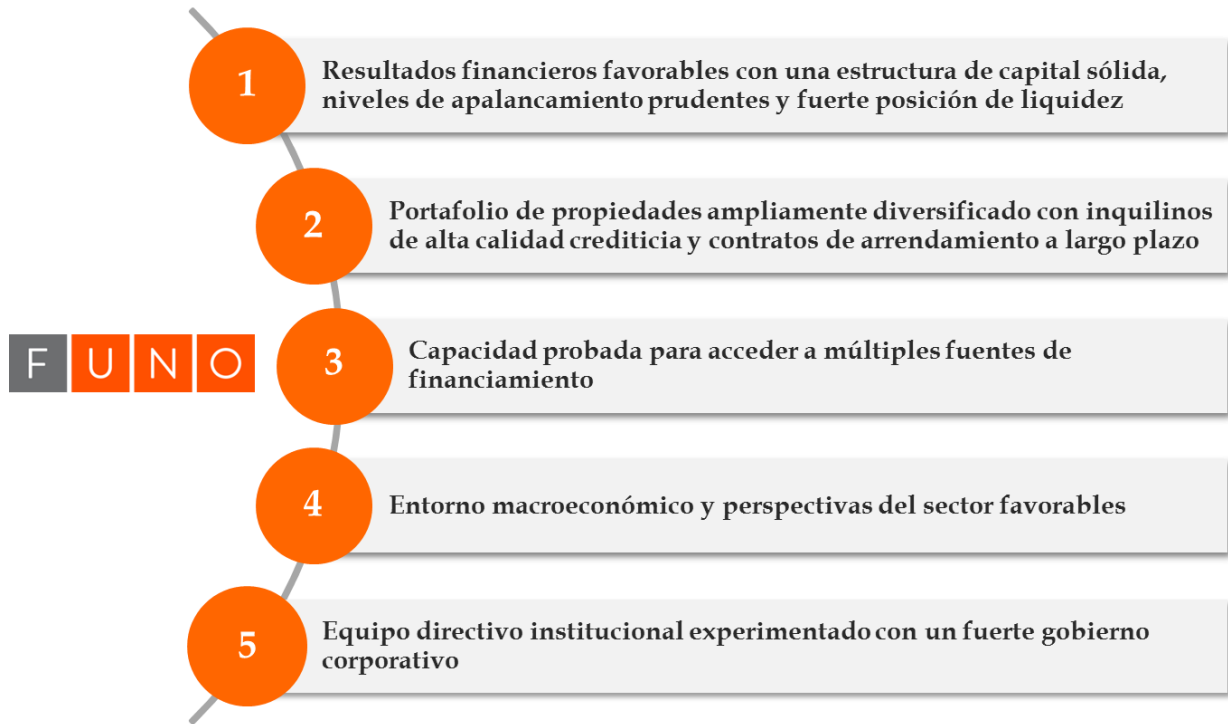 1
Resultados financieros favorables con una estructura de capital sólida,
niveles de apalancamiento prudentes y fuerte posición de liquidez
2
Portafolio de propiedades ampliamente diversificado con inquilinos
de alta calidad crediticia y contratos de arrendamiento a largo plazo
FUNO
3
Capacidad probada para acceder a múltiples fuentes de
financiamiento
4
Entorno macroeconómico y perspectivas del sector favorables
5
Equipo directivo institucional experimentado con un fuerte gobierno
corporativo